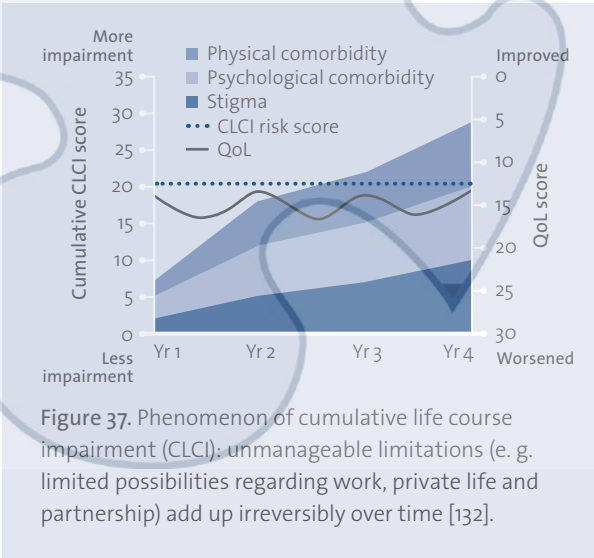 More
impairment
Physical comorbidity
Psychological comorbidity
Stigma
CLCI risk score
QoL
Improved
Cumulative CLCI score
35
30
25
20
15
10
5
0
Yr 1
Yr 2
Yr 3
Yr 4
0
5
10
15
20
25
30
QoL score
Less
impairment
Worsened
Figure 37. Phenomenon of cumulative life course
impairment (CLCI): unmanageable limitations (e. g.
limited possibilities regarding work, private life and
partnership) add up irreversibly over time [132].